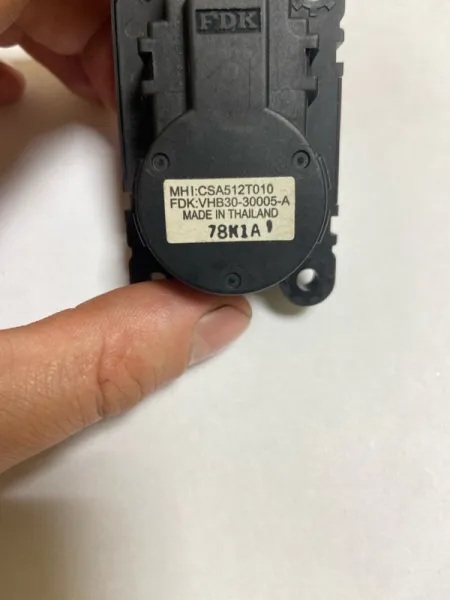 FDK
MHI:CSA512T010
FDK:VHB30-30005-A
MADE IN THAILAND
78K1A'